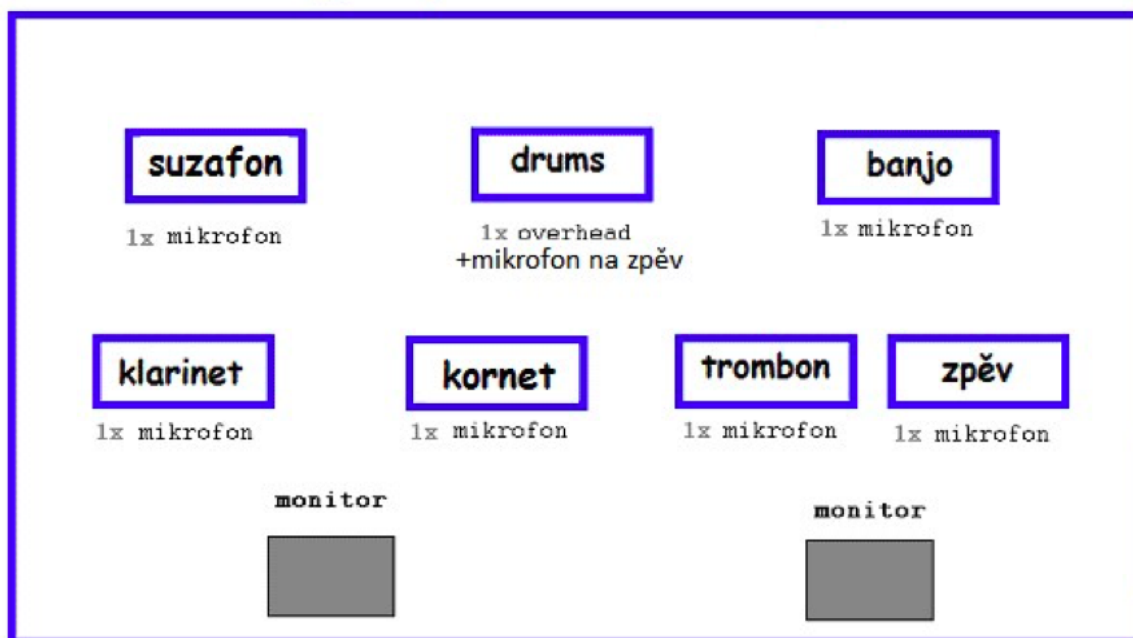 suzafon
drums
banjo
1x mikrofon
1x overhead
+mikrofon na zpěv
1x mikrofon
klarinet
kornet
trombon
zpěv
1x mikrofon
1x mikrofon
1x mikrofon
1x mikrofon
monitor
monitor